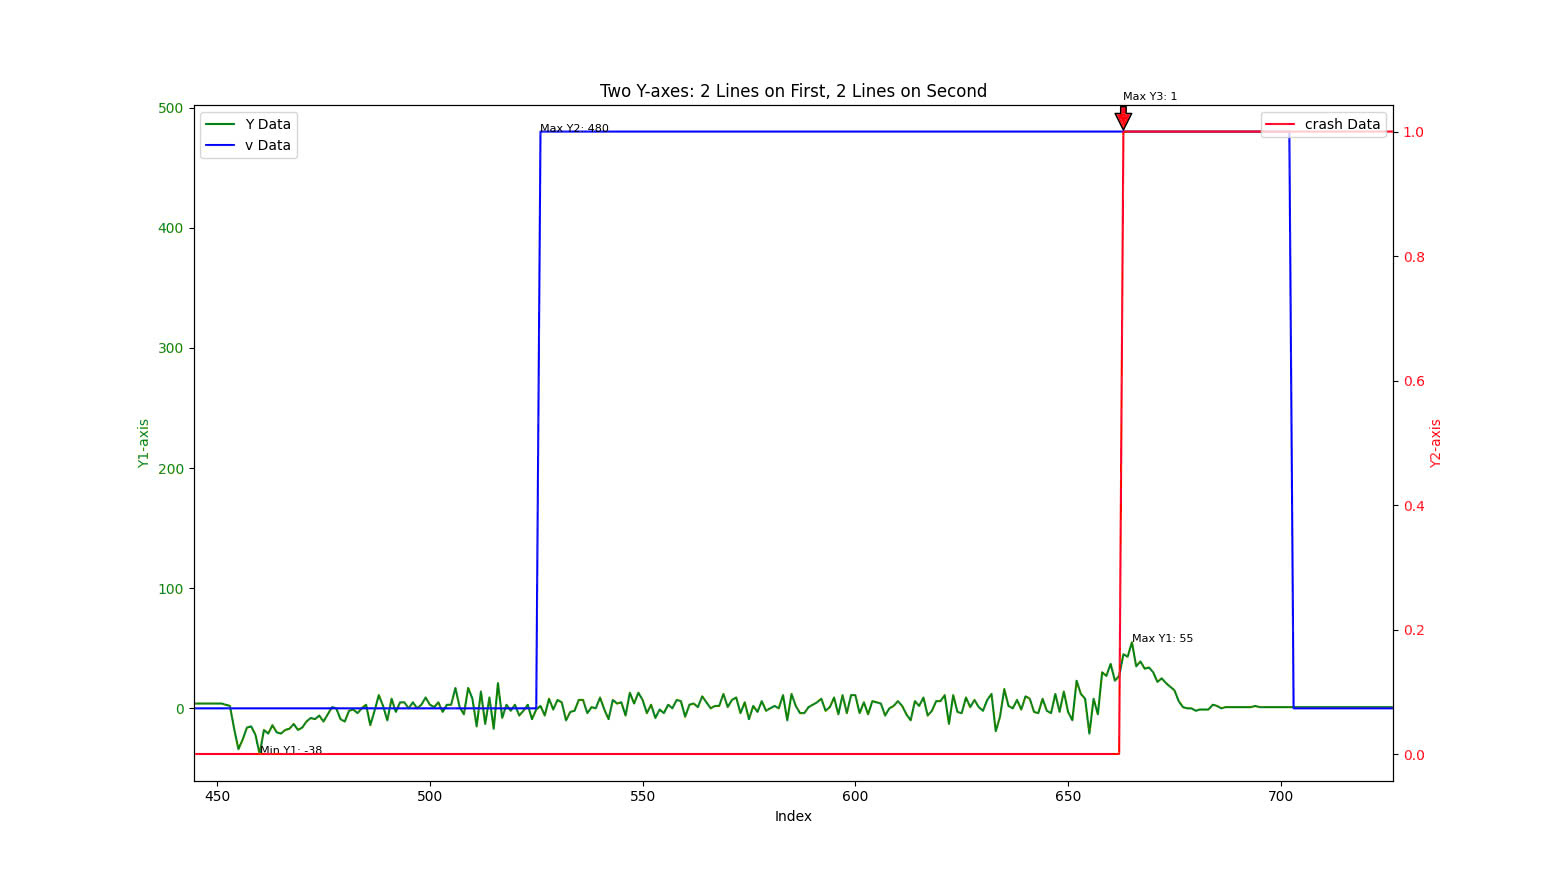 Max Y3: 1
Two Y-axes: 2 Lines on First, 2 Lines on Second
Y Data
v Data
crash Data
Max Y2: 480
Max Y1: 55
Min Y1: -38
500
400
300
200
100
0
Y1-axis
1.0
0.8
0.6
0.4
0.2
0.0
Y2-axis
450
500
550
600
650
700
Index